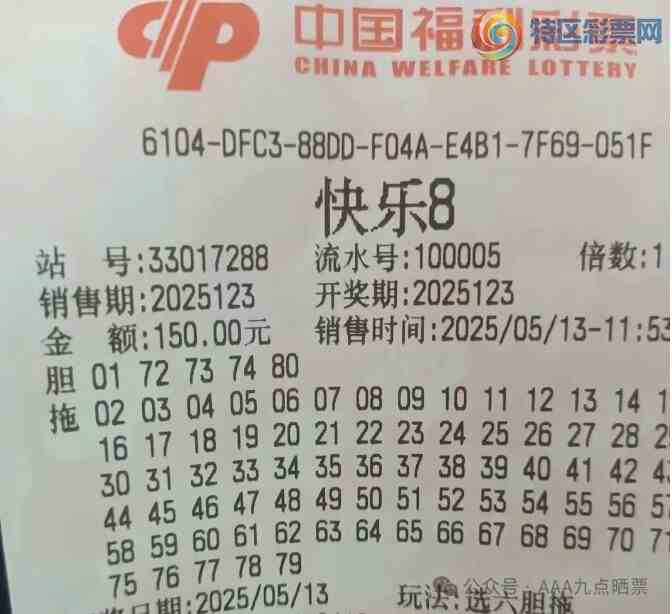 中国福利彩票
特区彩票网
CHINA WELFARE LOTTERY
6104-DFC3-88DD-F04A-E4B1-7F69-051F
快乐8
站 号:33017288 流水号:100005 倍数:1
销售期:2025123 开奖期:2025123
金 额:150.00元 销售时间:2025/05/13-11:53
胆 01 72 73 74 80
拖 02 03 04 05 06 07 08 09 10 11 12 13 14
16 17 18 19 20 21 22 23 24 25 26 27 28
30 31 32 33 34 35 36 37 38 39 40 41 42
44 45 46 47 48 49 50 51 52 53 54 55 56
58 59 60 61 62 63 64 65 66 67 68 69 70
75 76 77 78 79
奖日期:2025/05/13 玩法:选六胆拖
公众号·AAA九点晒票